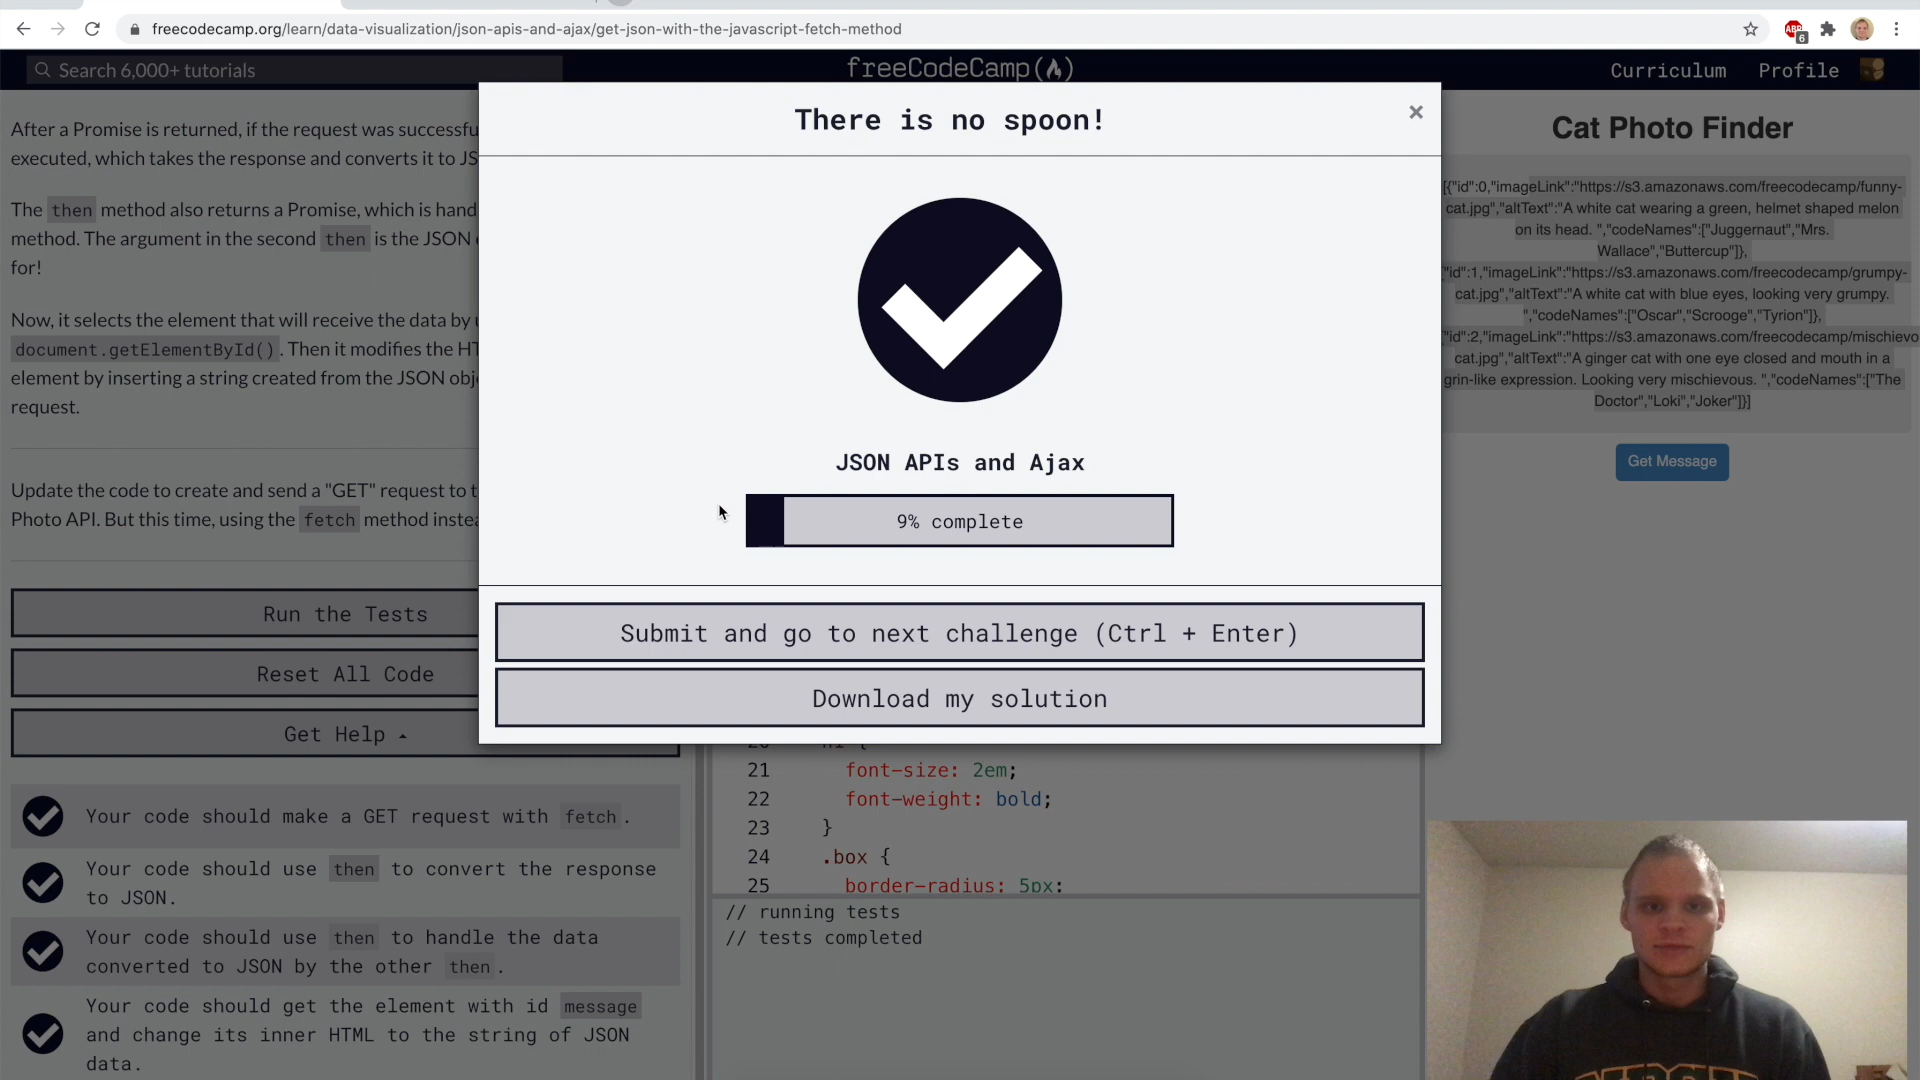 freecodecamp.org/learn/data-visualization/json-apis-and-ajax/get-json-with-the-javascript-fetch-method
ABP
6
Search 6,000+ tutorials
freeCodeCamp
Curriculum
Profile
After a Promise is returned, if the request was successfu
executed, which takes the response and converts it to JS
The then method also returns a Promise, which is hand
method. The argument in the second then is the JSON
for!
Now, it selects the element that will receive the data by
document.getElementById(). Then it modifies the HT
element by inserting a string created from the JSON obj
request.
Update the code to create and send a "GET" request to t
Photo API. But this time, using the fetch method inste
Run the Tests
Reset All Code
Get Help
Your code should make a GET request with fetch.
Your code should use then to convert the response
to JSON.
Your code should use then to handle the data
converted to JSON by the other then.
Your code should get the element with id message
and change its inner HTML to the string of JSON
data.
There is no spoon!
×
JSON APIs and Ajax
9% complete
Submit and go to next challenge (Ctrl + Enter)
Download my solution
21 font-size: 2em;
22 font-weight: bold;
23 }
24 .box {
25 border-radius: 5px;
// running tests
// tests completed
Cat Photo Finder
[{"id":0,"imageLink":"https://s3.amazonaws.com/freecodecamp/funny-
cat.jpg","altText":"A white cat wearing a green, helmet shaped melon
on its head. ","codeNames":["Juggernaut","Mrs.
Wallace","Buttercup"]},
"id":1,"imageLink":"https://s3.amazonaws.com/freecodecamp/grumpy-
cat.jpg","altText":"A white cat with blue eyes, looking very grumpy.
","codeNames":["Oscar","Scrooge","Tyrion"]},
"id":2,"imageLink":"https://s3.amazonaws.com/freecodecamp/mischievo
cat.jpg","altText":"A ginger cat with one eye closed and mouth in a
grin-like expression. Looking very mischievous. ","codeNames":["The
Doctor","Loki","Joker"]}]
Get Message